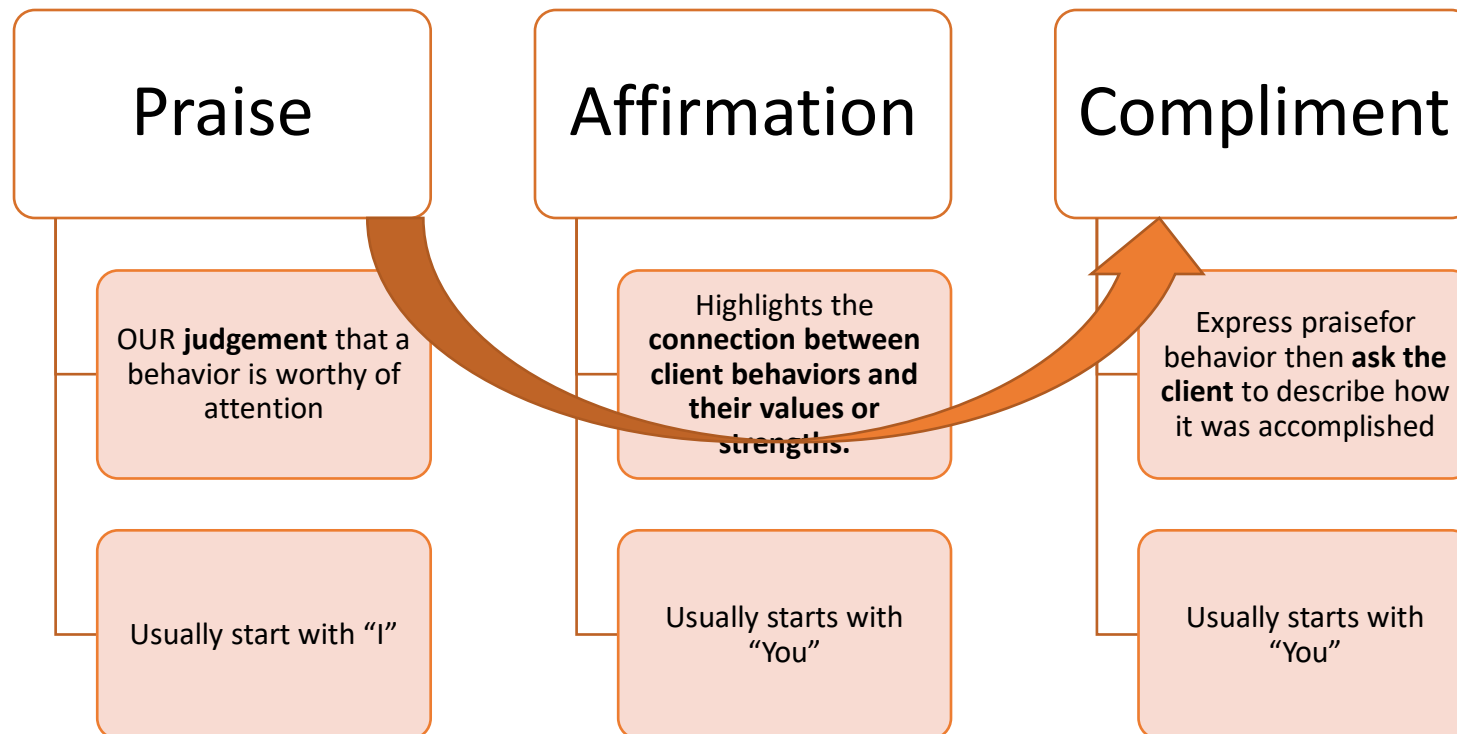 Praise
OUR judgement that a
behavior is worthy of
attention
Usually start with “I”
Affirmation
Highlights the
connection between
client behaviors and
their values or
strengths.
Usually starts with
“You”
Compliment
Express praisefor
behavior then ask the
client to describe how
it was accomplished
Usually starts with
“You”